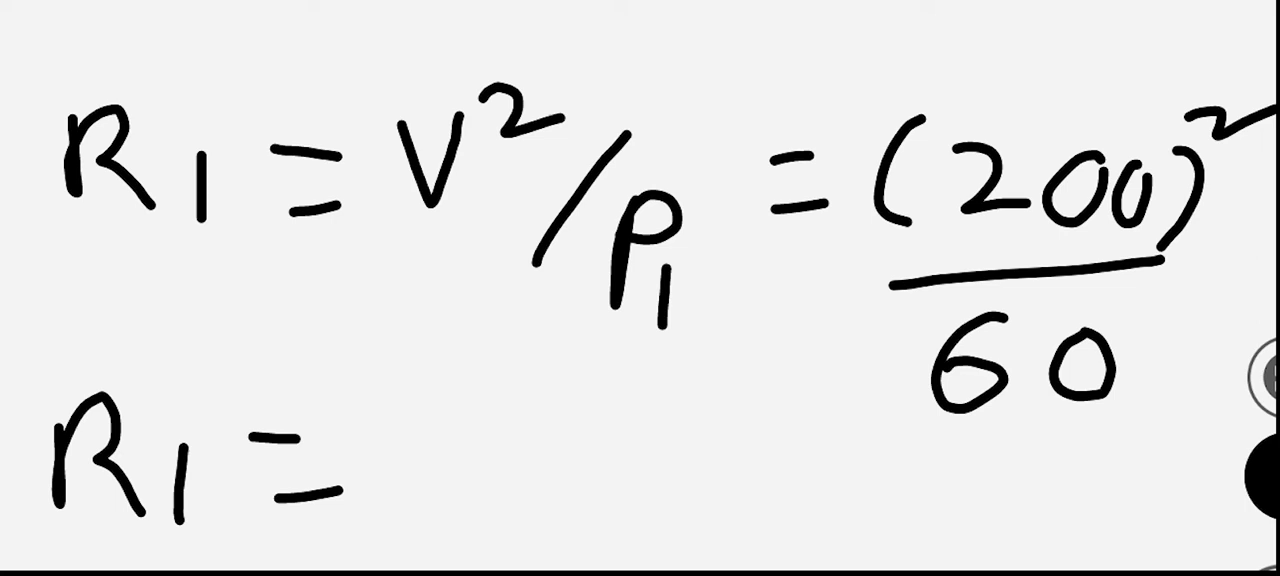 R1 = V²/P1 = (200)²/60
R1 =